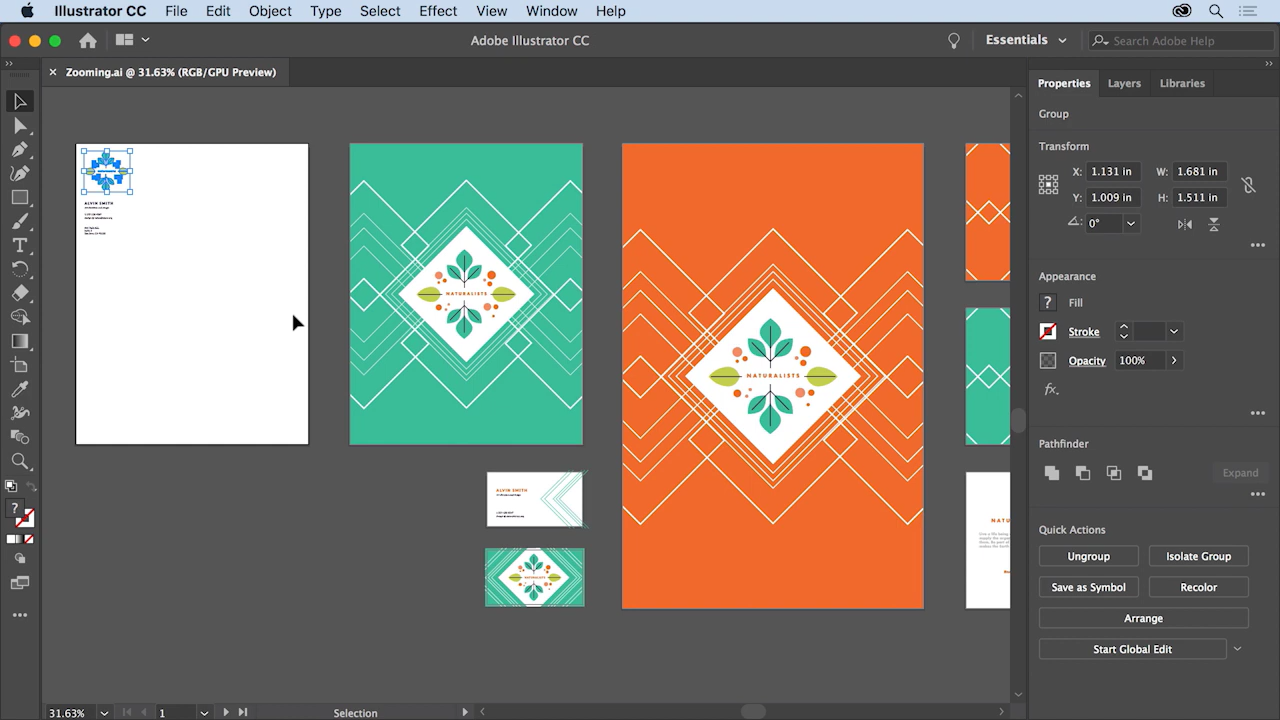 Illustrator CC File Edit Object Type Select Effect View Window Help
Adobe Illustrator CC
Essentials
Search Adobe Help
Zooming.ai @ 31.63% (RGB/GPU Preview)
Properties Layers Libraries
Group
Transform
X: 1.131 in W: 1.681 in
Y: 1.009 in H: 1.511 in
0°
Appearance
? Fill
Stroke
Opacity 100%
fx.
Pathfinder
Expand
Quick Actions
Ungroup Isolate Group
Save as Symbol Recolor
Arrange
Start Global Edit
ALVIN SMITH
NATURALISTS
NATURALISTS
ALVIN SMITH
NATURALISTS
NATU
?
31.63% 1 Selection